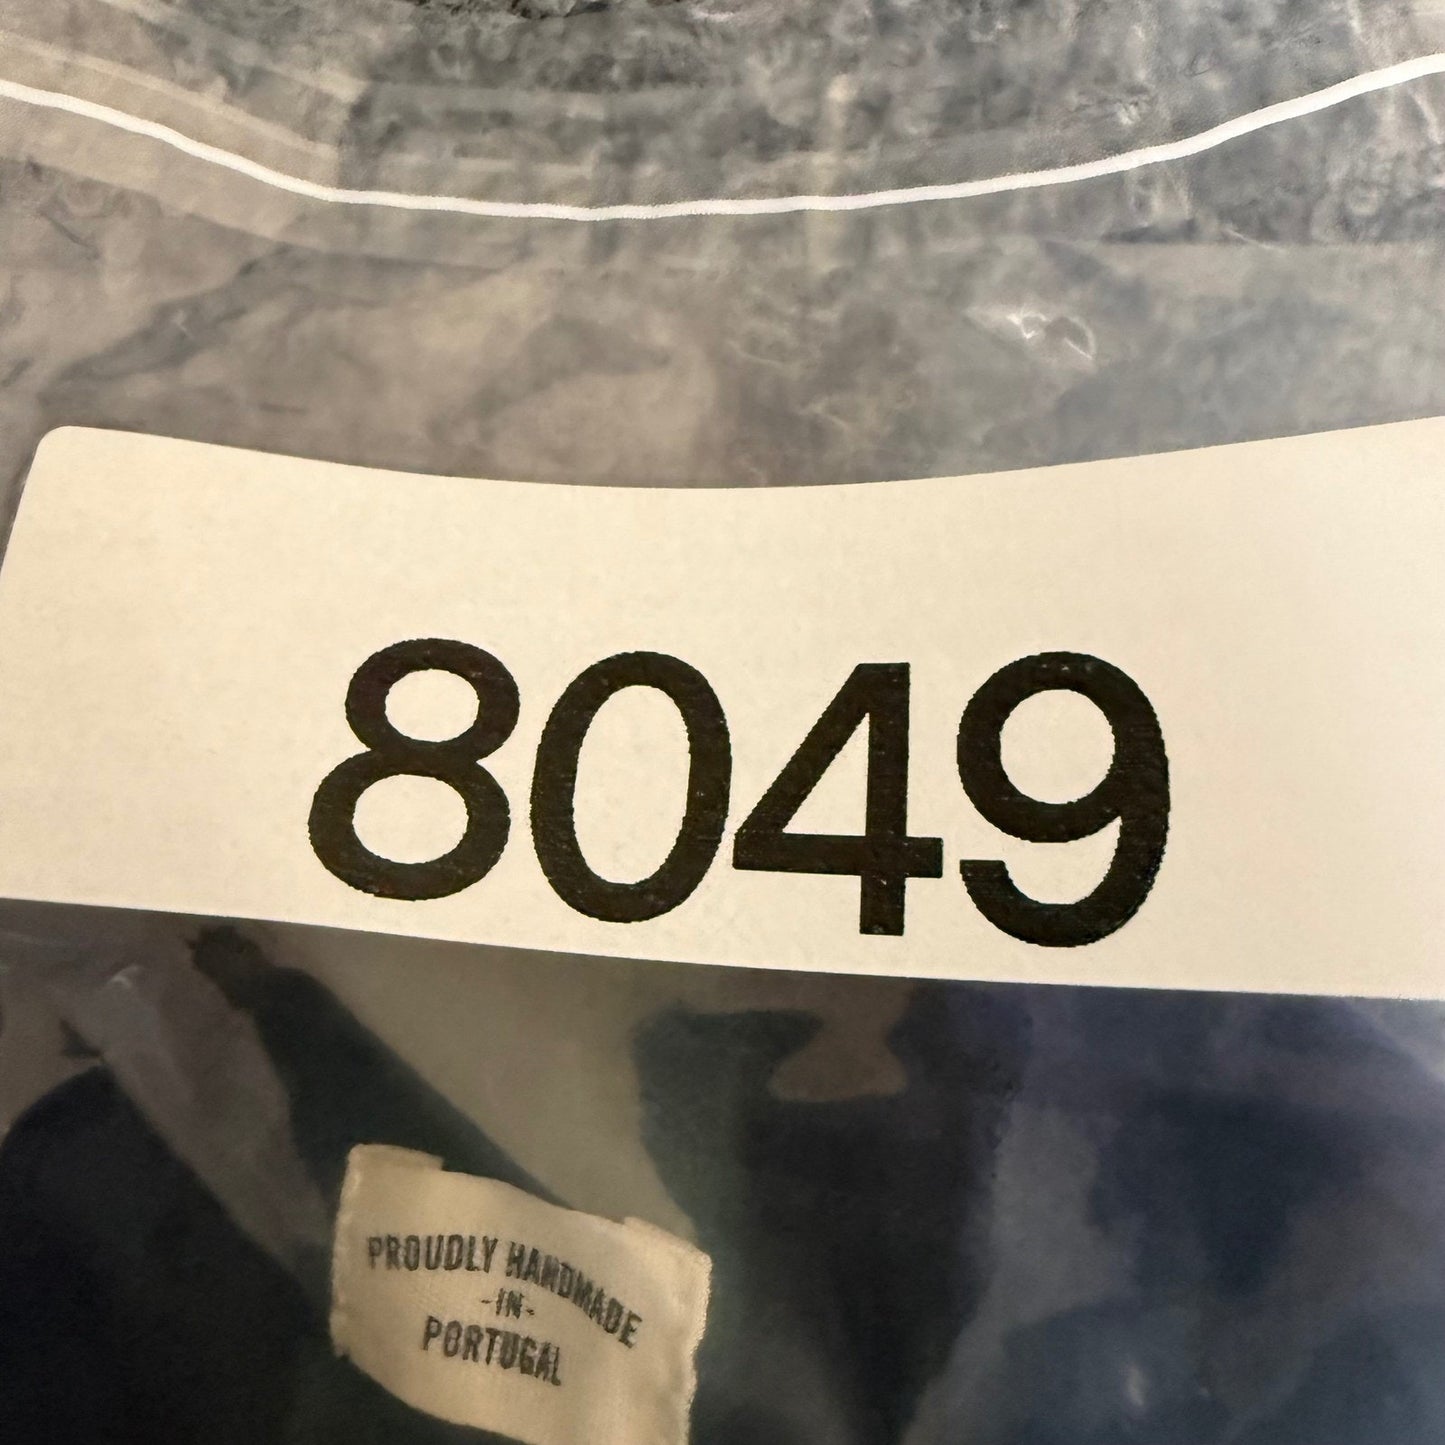 8049
PROUDLY HANDMADE
-IN-
PORTUGAL